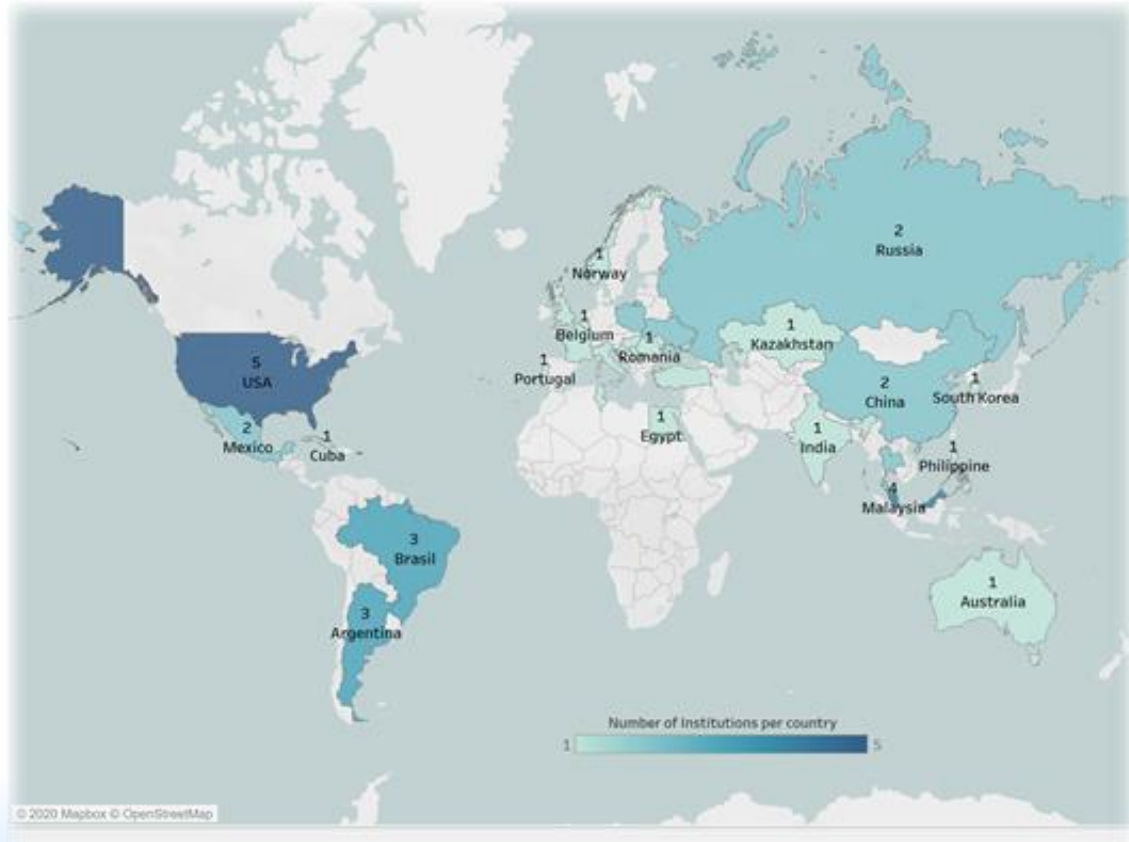 2
Russia
1
Norway
1
Belgium
1
Romania
1
Kazakhstan
1
Portugal
5
USA
2
China
1
South Korea
2
Mexico
1
Cuba
1
Egypt
1
India
1
Philippine
4
Malaysia
3
Brasil
3
Argentina
1
Australia
Number of Institutions per country
1
5
© 2020 Mapbox © OpenStreetMap